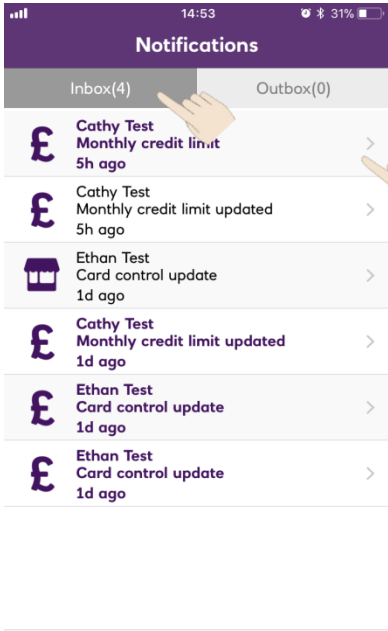 14:53
31%
Notifications
Inbox(4)
Outbox(0)
£
Cathy Test
Monthly credit limit
5h ago
£
Cathy Test
Monthly credit limit updated
5h ago
Ethan Test
Card control update
1d ago
£
Cathy Test
Monthly credit limit updated
1d ago
£
Ethan Test
Card control update
1d ago
£
Ethan Test
Card control update
1d ago